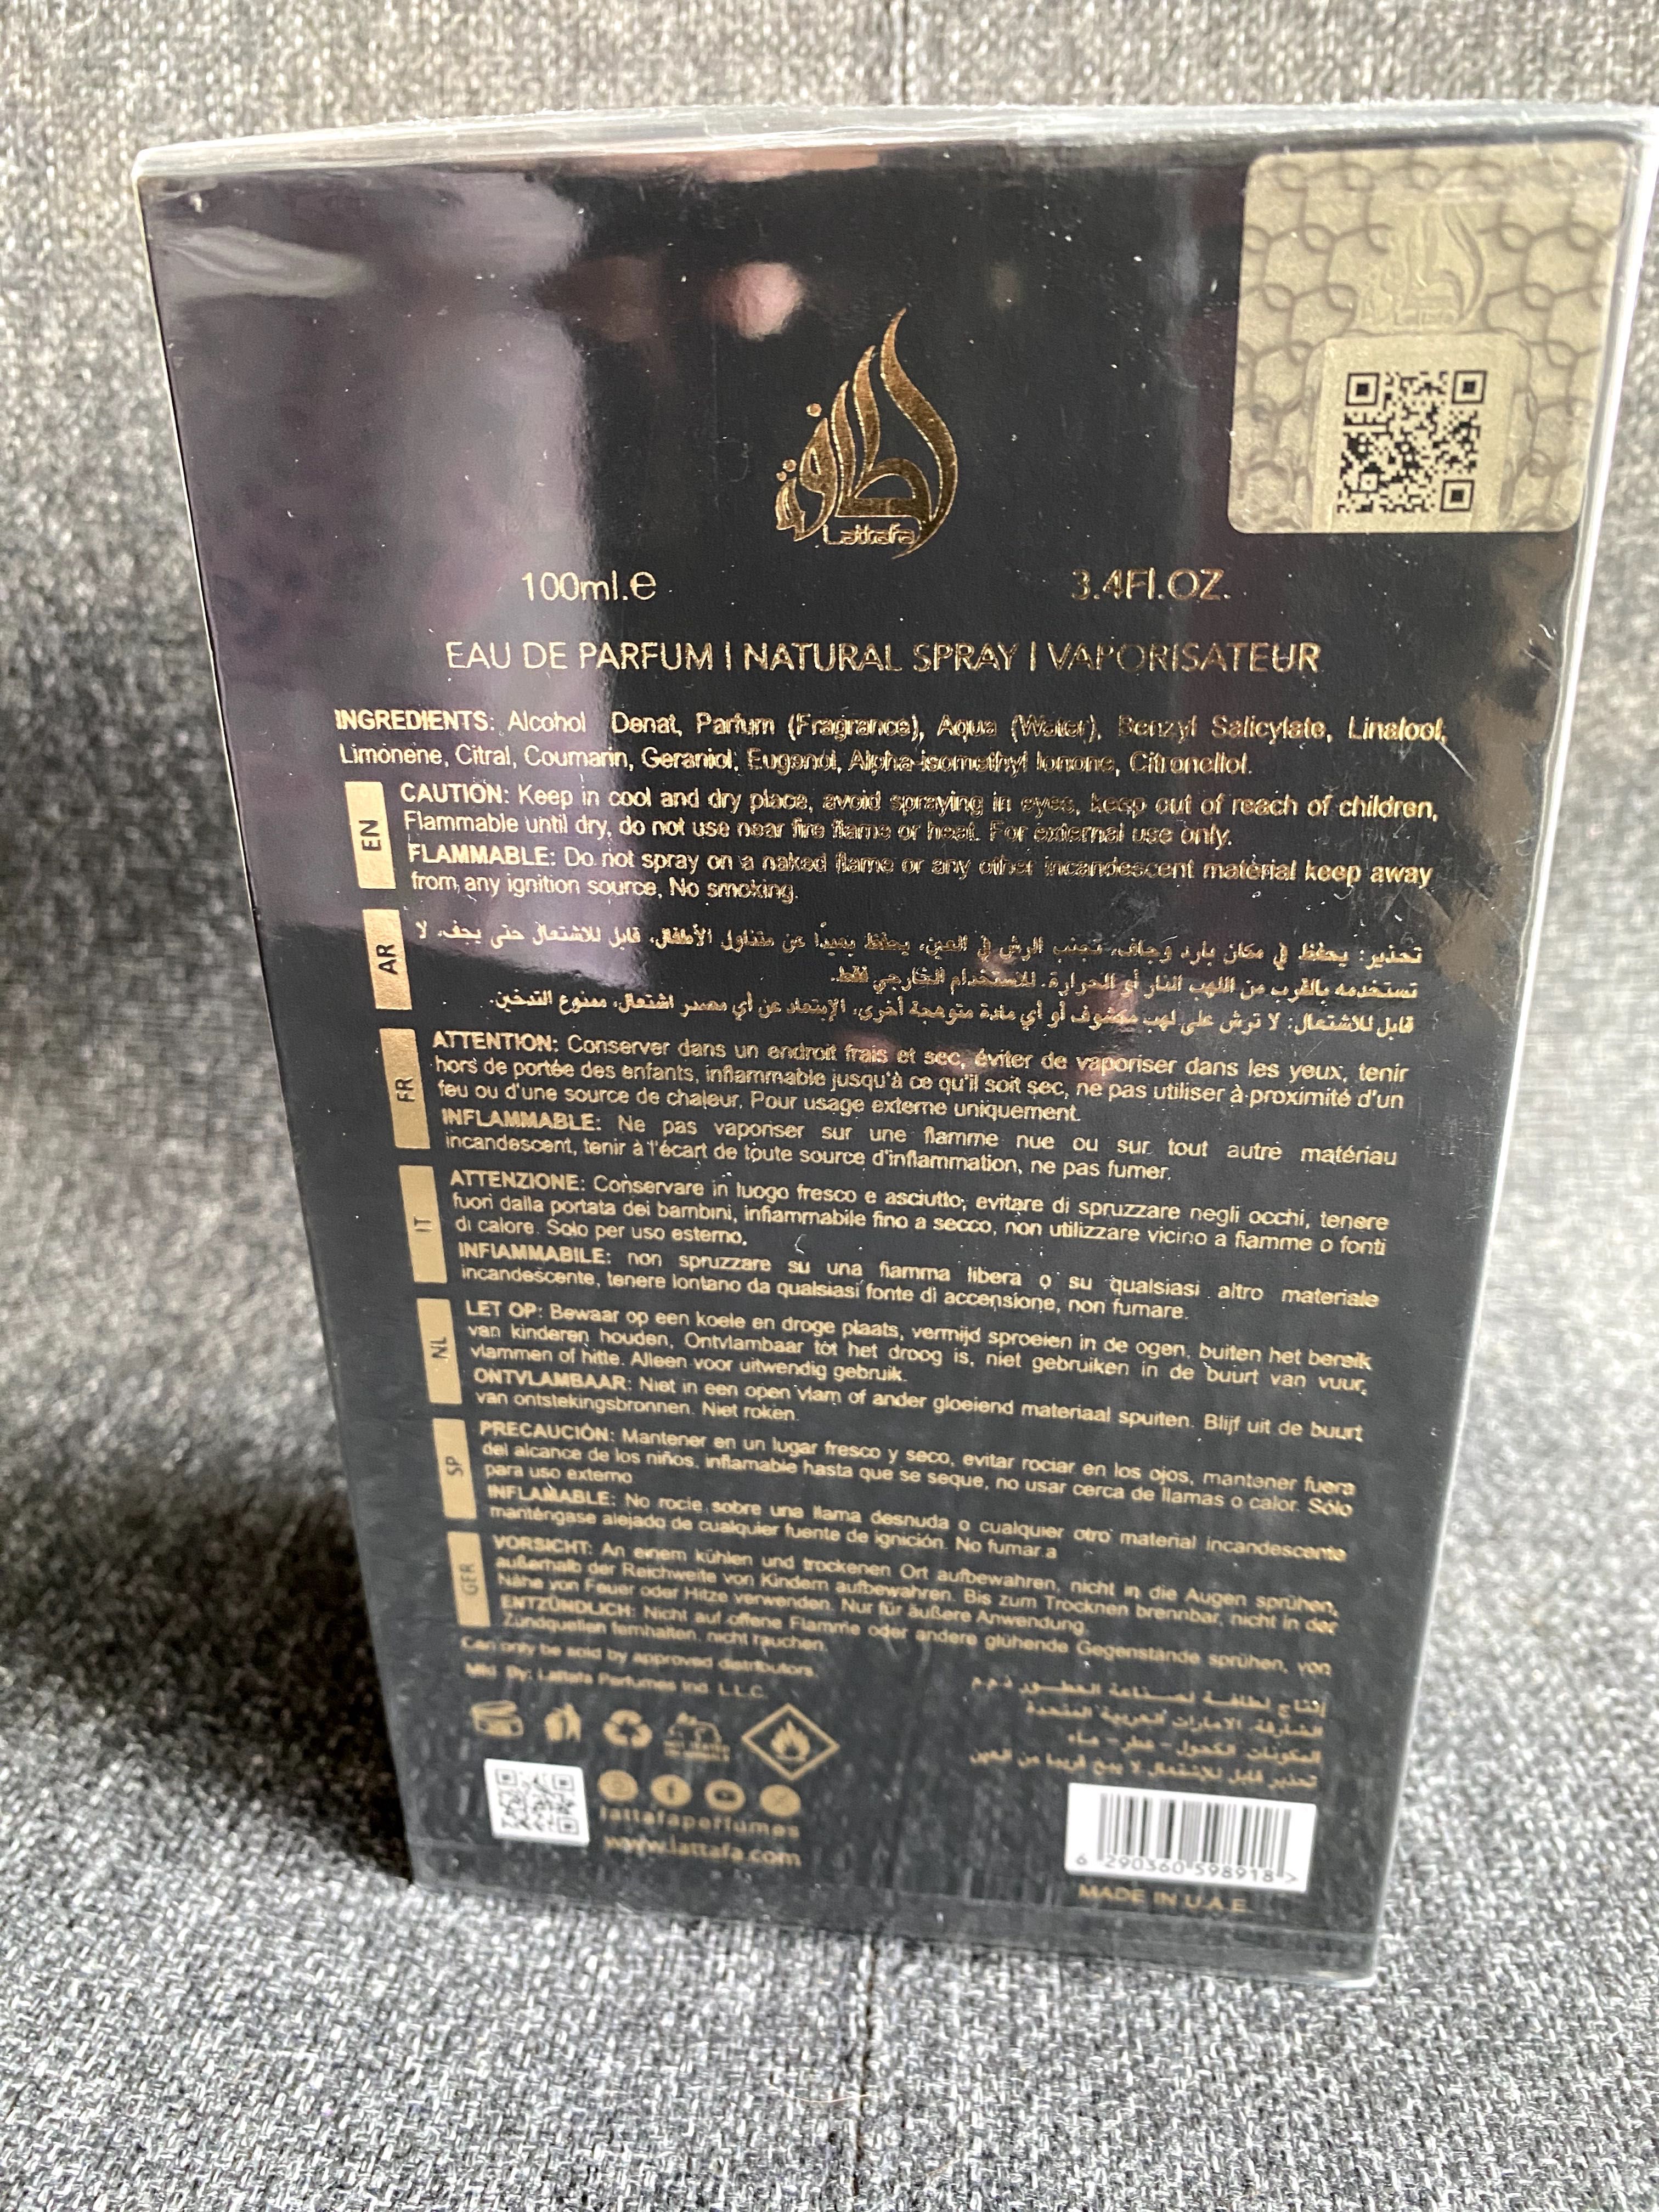 لطافة
Lattafa
100ml.e
3.4Fl.OZ.
EAU DE PARFUM | NATURAL SPRAY | VAPORISATEUR
INGREDIENTS: Alcohol Denat, Parfum (Fragrance), Aqua (Water), Benzyl Salicylate, Linalool,
Limonene, Citral, Coumarin, Geraniol, Eugenol, Alpha-isomethyl Ionone, Citronellol.
EN
CAUTION: Keep in cool and dry place, avoid spraying in eyes, keep out of reach of children,
Flammable until dry, do not use near fire flame or heat. For external use only.
FLAMMABLE: Do not spray on a naked flame or any other incandescent material keep away
from any ignition source, No smoking.
AR
تحذير: يحفظ في مكان بارد وجاف، تجنب الرش في العين، يحفظ بعيدًا عن متناول الأطفال، قابل للاشتعال حتى يجف، لا
تستخدمه بالقرب من اللهب النار أو الحرارة. للاستخدام الخارجي فقط.
قابل للاشتعال: لا ترش على لهب مكشوف أو أي مادة متوهجة أخرى، الإبتعاد عن أي مصدر اشتعال، ممنوع التدخين.
FR
ATTENTION: Conserver dans un endroit frais et sec, éviter de vaporiser dans les yeux, tenir
hors de portée des enfants, inflammable jusqu'à ce qu'il soit sec, ne pas utiliser à proximité d'un
feu ou d'une source de chaleur, Pour usage externe uniquement.
INFLAMMABLE: Ne pas vaporiser sur une flamme nue ou sur tout autre matériau
incandescent, tenir à l'écart de toute source d'inflammation, ne pas fumer.
IT
ATTENZIONE: Conservare in luogo fresco e asciutto, evitare di spruzzare negli occhi, tenere
fuori dalla portata dei bambini, infiammabile fino a secco, non utilizzare vicino a fiamme o fonti
di calore. Solo per uso esterno.
INFIAMMABILE: non spruzzare su una fiamma libera o su qualsiasi altro materiale
incandescente, tenere lontano da qualsiasi fonte di accensione, non fumare.
NL
LET OP: Bewaar op een koele en droge plaats, vermijd sproeien in de ogen, buiten het bereik
van kinderen houden, Ontvlambaar tot het droog is, niet gebruiken in de buurt van vuur,
vlammen of hitte. Alleen voor uitwendig gebruik.
ONTVLAMBAAR: Niet in een open vlam of ander gloeiend materiaal spuiten. Blijf uit de buurt
van ontstekingsbronnen. Niet roken.
SP
PRECAUCIÓN: Mantener en un lugar fresco y seco, evitar rociar en los ojos, mantener fuera
del alcance de los niños, inflamable hasta que se seque, no usar cerca de llamas o calor. Sólo
para uso externo
INFLAMABLE: No rocie sobre una llama desnuda o cualquier otro material incandescente
manténgase alejado de cualquier fuente de ignición. No fumar.a
GER
VORSICHT: An einem kühlen und trockenen Ort aufbewahren, nicht in die Augen sprühen,
außerhalb der Reichweite von Kindern aufbewahren. Bis zum Trocknen brennbar, nicht in der
Nähe von Feuer oder Hitze verwenden. Nur für äußere Anwendung.
ENTZÜNDLICH: Nicht auf offene Flamme oder andere glühende Gegenstände sprühen, von
Zündquellen fernhalten, nicht rauchen.
Can only be sold by approved distributors.
Mfd. By: Lattafa Perfumes Ind. L.L.C.
إنتاج لطافة لصناعة العطور ذ.م.م
الشارقة. الامارات العربية المتحدة
المكونات. الكحول - عطر - ماء
تحذير قابل للإشتعال لا يبخ قريبا من العين
lattafaperfumes
www.lattafa.com
6 290360 598918 >
MADE IN U.A.E